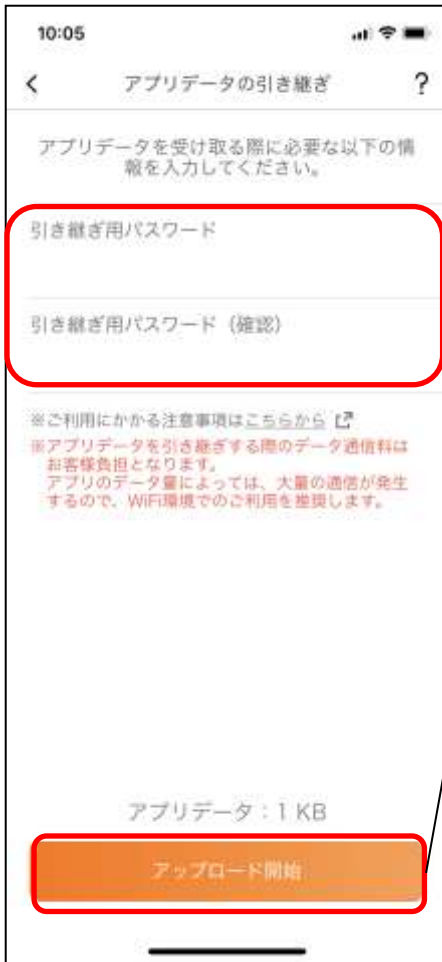 10:05
アプリデータの引き継ぎ ?
アプリデータを受け取る際に必要な以下の情
報を入力してください。
引き継ぎ用パスワード
引き継ぎ用パスワード（確認）
※ご利用にかかる注意事項はこちらから
※アプリデータを引き継ぎする際のデータ通信料は
お客様負担となります。
アプリのデータ量によっては、大量の通信が発生
するので、WiFi環境でのご利用を推奨します。
アプリデータ：1 KB
アップロード開始